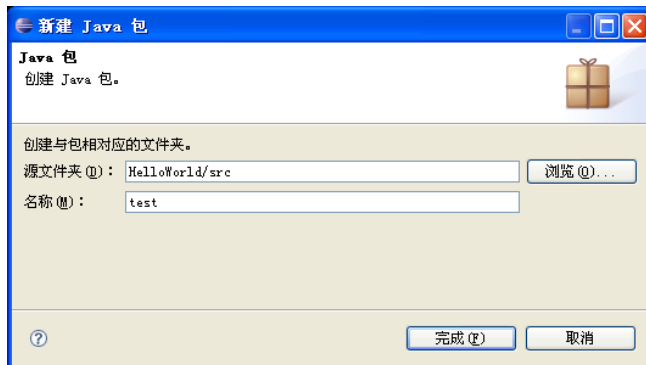 新建 Java 包
Java 包
创建 Java 包。
创建与包相对应的文件夹。
源文件夹(D)： HelloWorld/src 浏览(O)...
名称(M)： test
完成(F) 取消